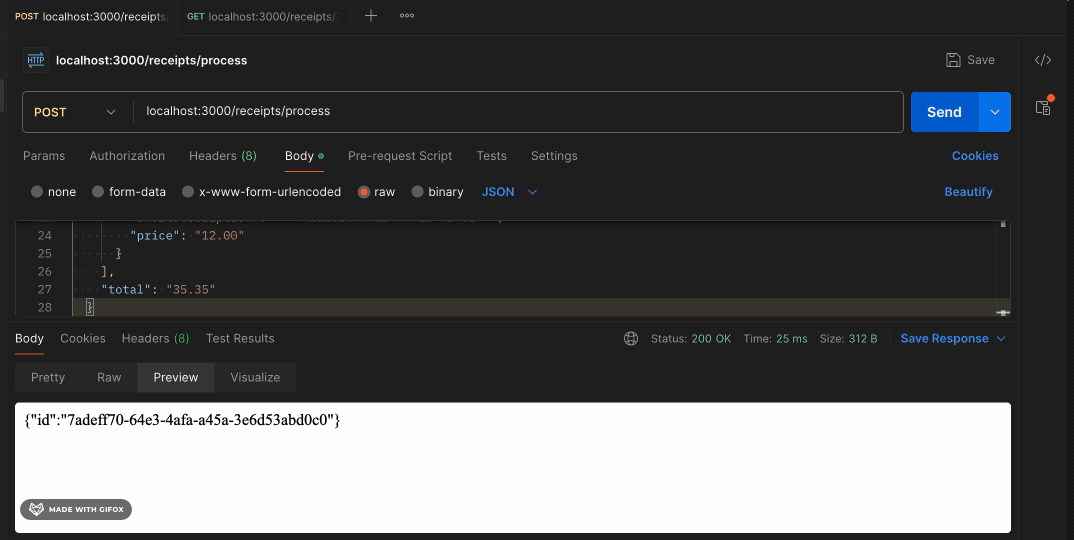 POST localhost:3000/receipts
GET localhost:3000/receipts/
HTTP localhost:3000/receipts/process
Save
POST localhost:3000/receipts/process
Send
Params Authorization Headers (8) Body Pre-request Script Tests Settings Cookies
none form-data x-www-form-urlencoded raw binary JSON Beautify
24 "price": "12.00"
25 }
26 ],
27 "total": "35.35"
28 }
Body Cookies Headers (8) Test Results Status: 200 OK Time: 25 ms Size: 312 B Save Response
Pretty Raw Preview Visualize
{"id":"7adeff70-64e3-4afa-a45a-3e6d53abd0c0"}
MADE WITH GIFOX